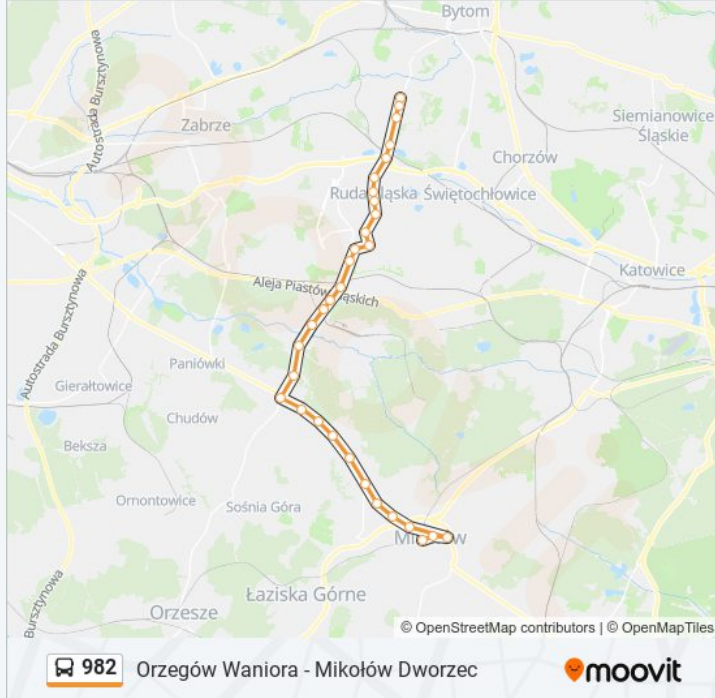 Bytom
Autostrada Bursztynowa
Zabrze
Siemianowice
Śląskie
Chorzów
Ruda Śląska
Świętochłowice
Katowice
Aleja Piastów Śląskich
Autostrada Bursztynowa
Paniówki
Gierałtowice
Chudów
Beksza
Ornontowice
Sośnia Góra
Mikołów
Bursztynowa
Łaziska Górne
Orzesze
© OpenStreetMap contributors | © OpenMapTiles
982 Orzegów Waniora - Mikołów Dworzec
moovit